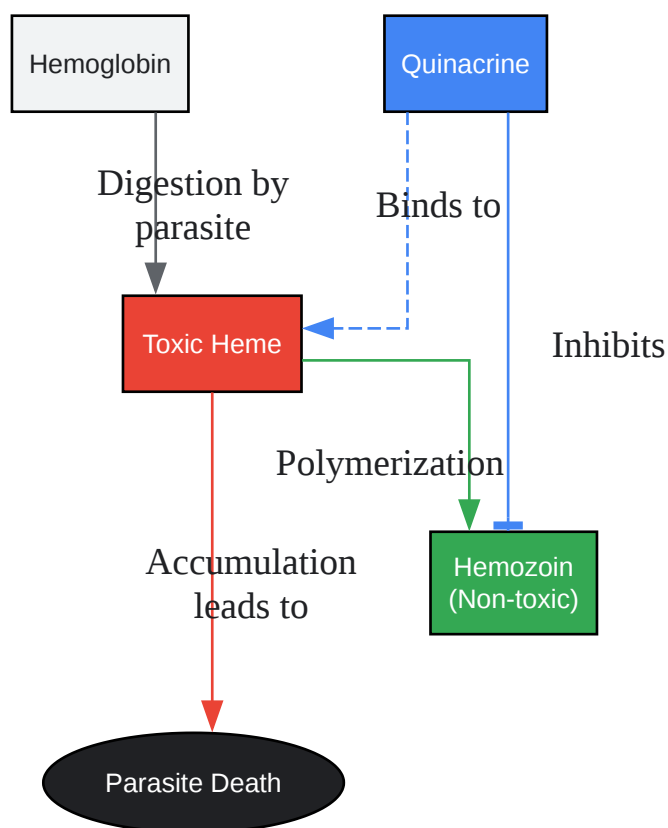 Hemoglobin
Quinacrine
Digestion by
parasite
Binds to
Toxic Heme
Inhibits
Polymerization
Accumulation
leads to
Hemozoin
(Non-toxic)
Parasite Death